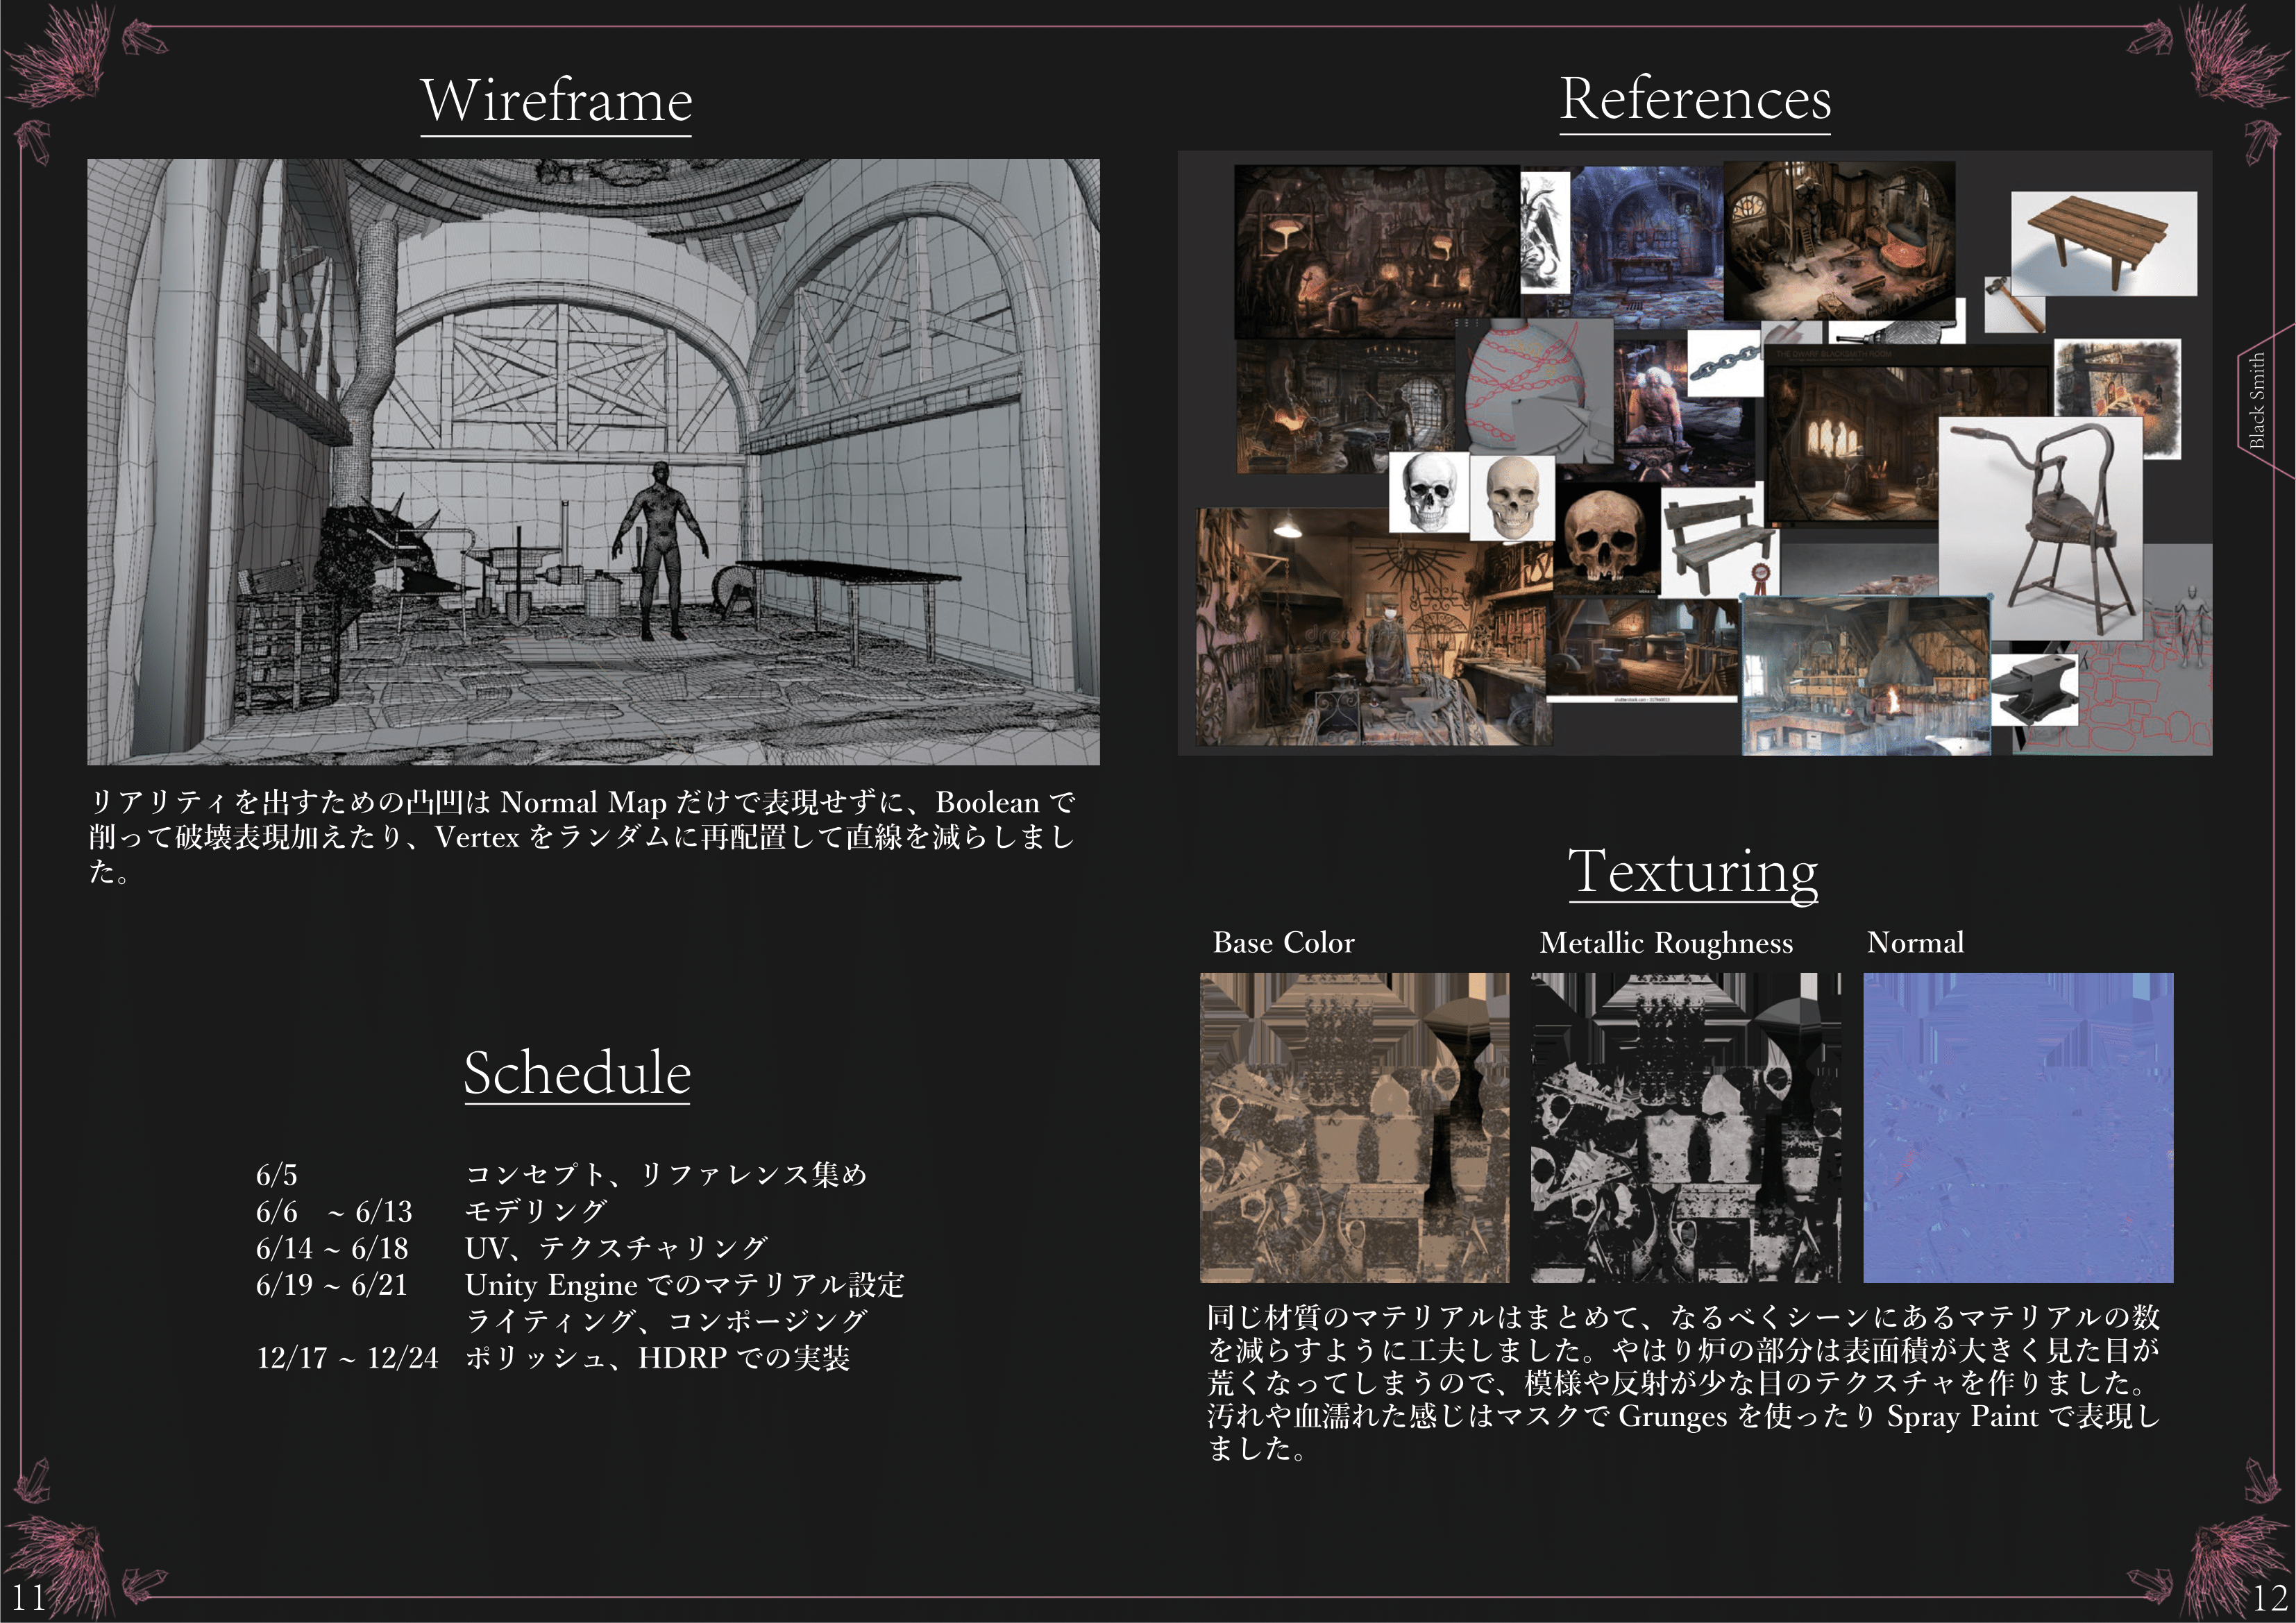 Wireframe
リアリティを出すための凸凹は Normal Map だけで表現せずに、Boolean で
削って破壊表現加えたり、Vertex をランダムに再配置して直線を減らしまし
た。
Schedule
6/5 コンセプト、リファレンス集め
6/6 ~ 6/13 モデリング
6/14 ~ 6/18 UV、テクスチャリング
6/19 ~ 6/21 Unity Engine でのマテリアル設定
ライティング、コンポージング
12/17 ~ 12/24 ポリッシュ、HDRP での実装
11
References
THE DWARF BLACKSMITH ROOM
Black Smith
Texturing
Base Color
Metallic Roughness
Normal
同じ材質のマテリアルはまとめて、なるべくシーンにあるマテリアルの数
を減らすように工夫しました。やはり炉の部分は表面積が大きく見た目が
荒くなってしまうので、模様や反射が少な目のテクスチャを作りました。
汚れや血濡れた感じはマスクで Grunges を使ったり Spray Paint で表現し
ました。
12